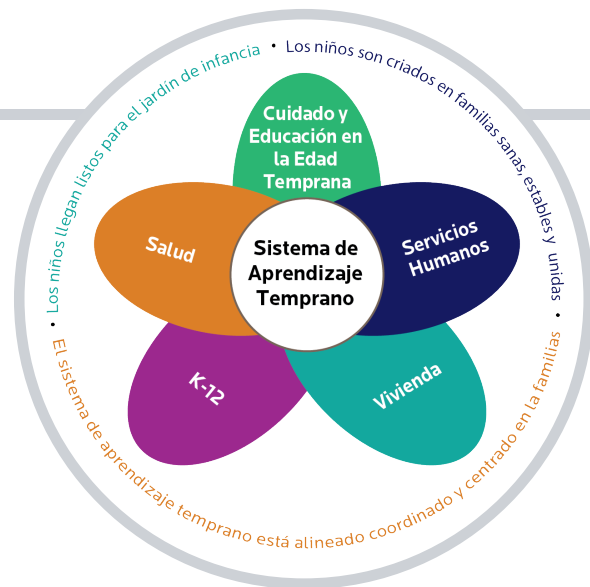 Los niños llegan listos para el jardín de infancia •
Los niños son criados en familias sanas, estables y unidas •
El sistema de aprendizaje temprano está alineado coordinado y centrado en la familias •
Cuidado y
Educación en
la Edad
Temprana
Servicios
Humanos
Vivienda
K-12
Salud
Sistema de
Aprendizaje
Temprano